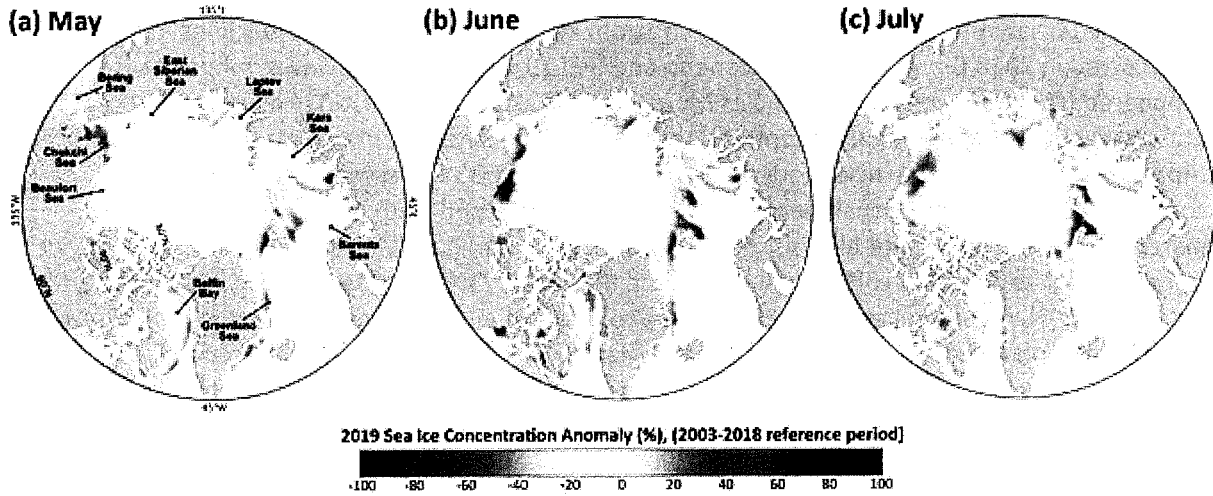 (a) May
(b) June
(c) July
135°E
Bering
Sea
East
Siberian
Sea
Laptev
Sea
Kara
Sea
Chukchi
Sea
Beaufort
Sea
135°W
45°E
Barents
Sea
Baffin
Bay
Greenland
Sea
45°W
2019 Sea Ice Concentration Anomaly (%), (2003-2018 reference period]
-100 -80 -60 -40 -20 0 20 40 60 80 100